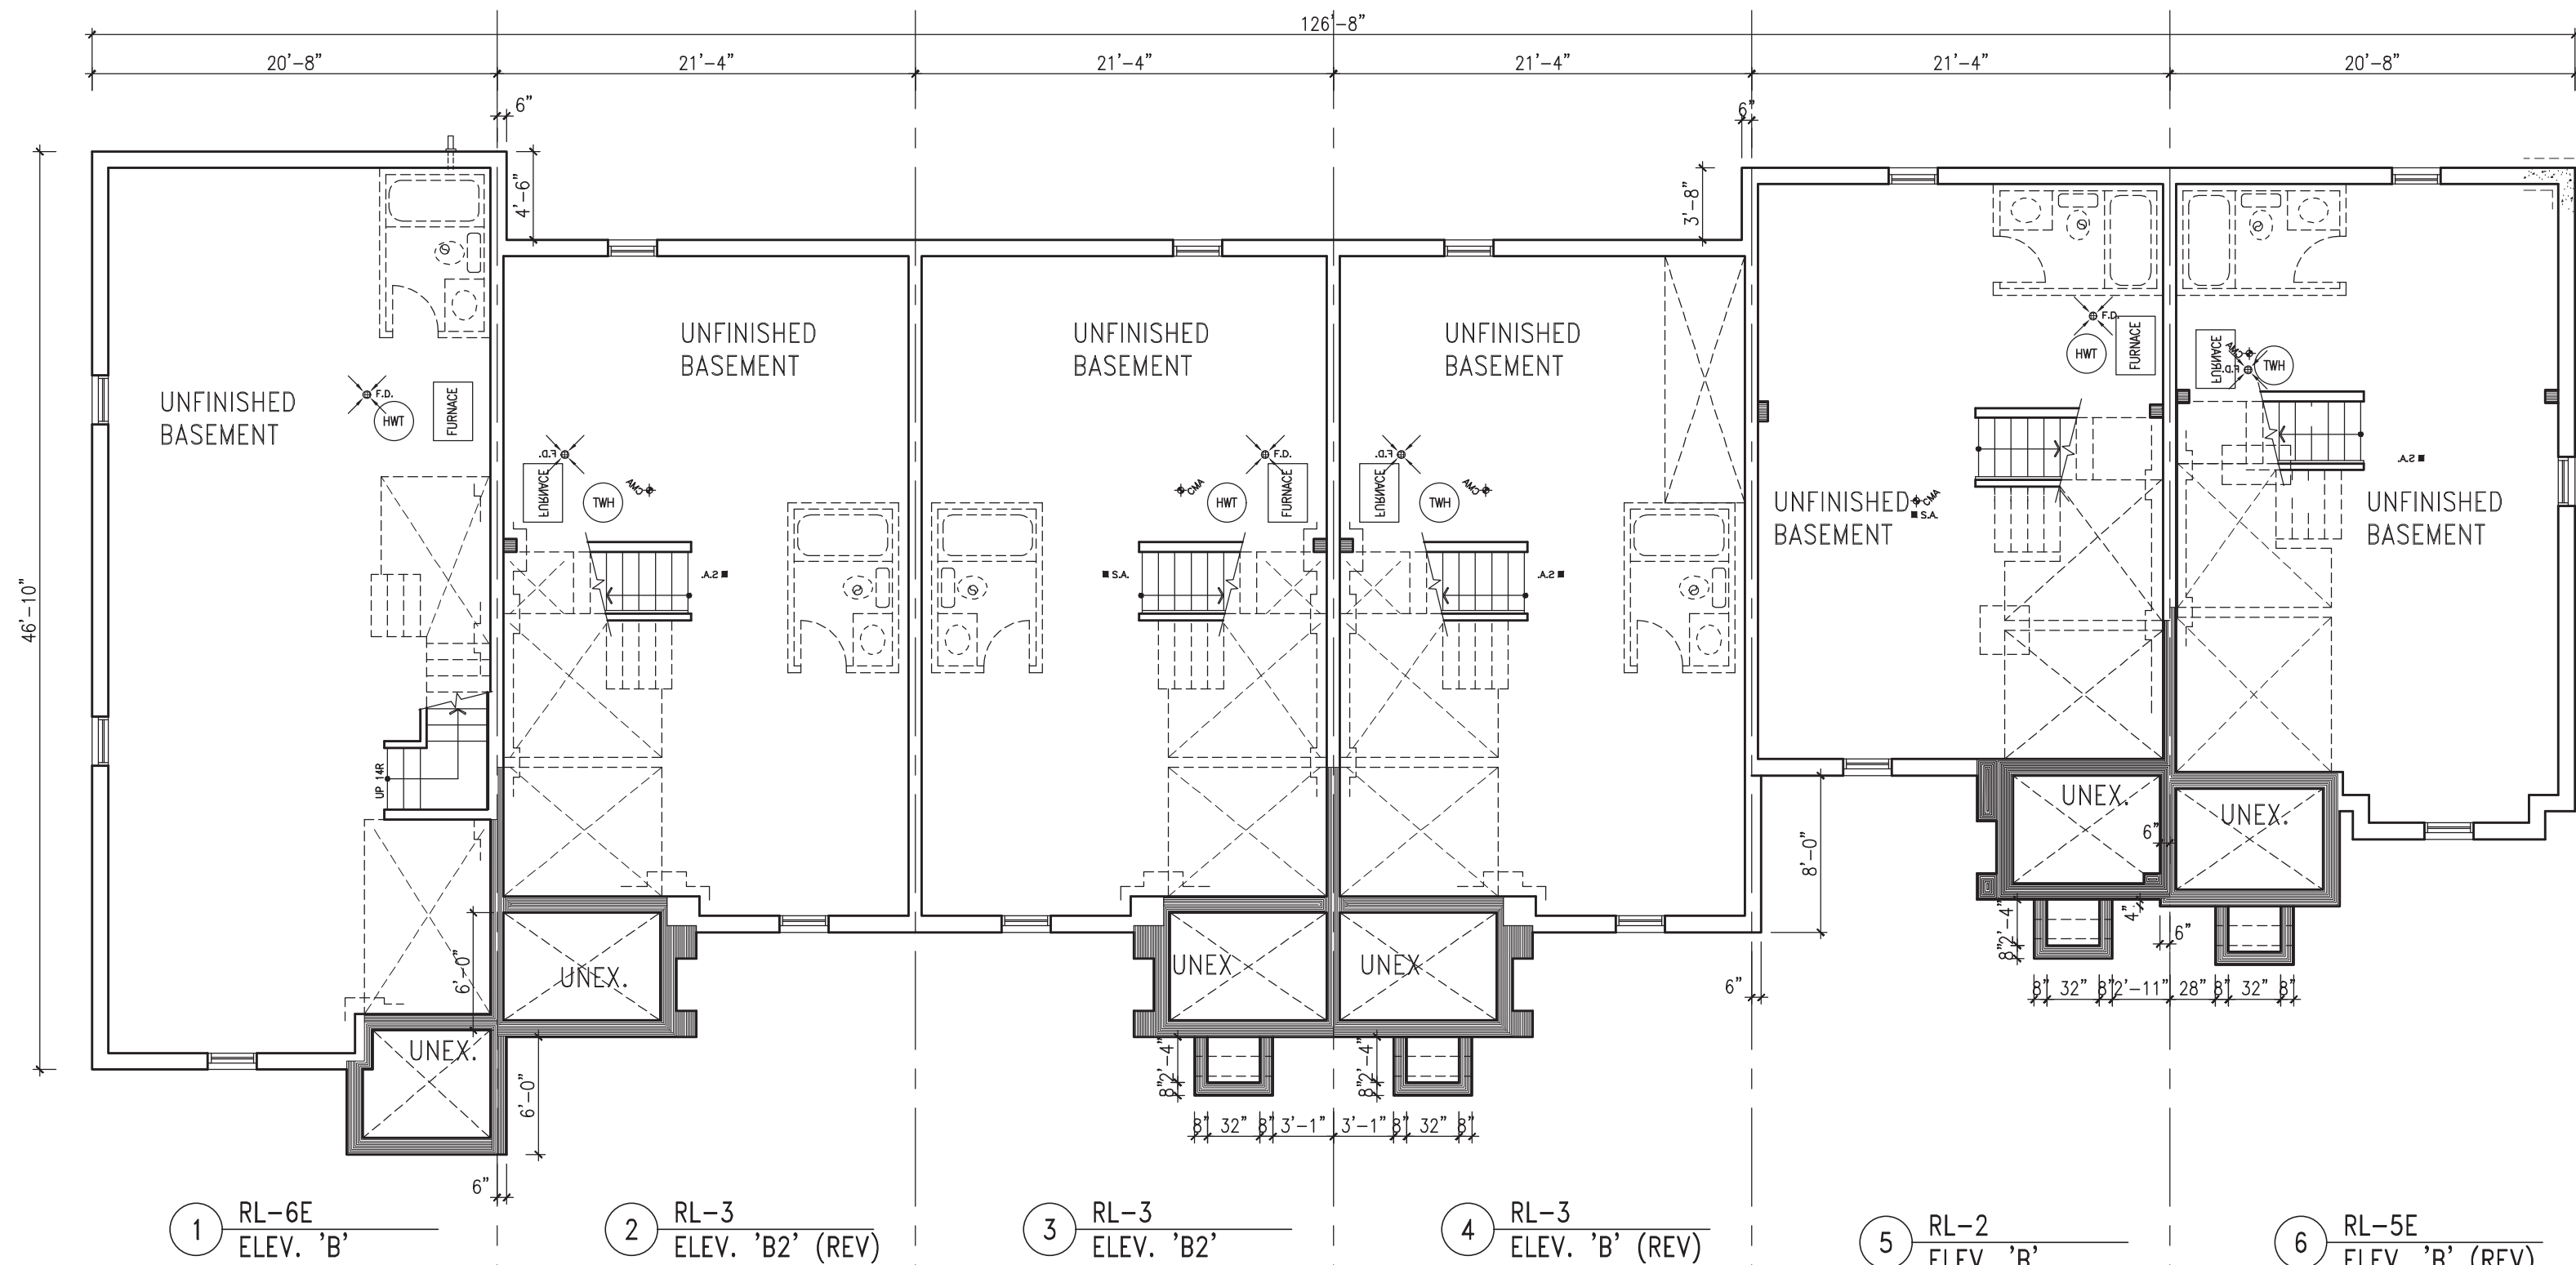 126'-8"
20'-8"
21'-4"
21'-4"
21'-4"
21'-4"
20'-8"
6"
6"
4'-6"
3'-8"
46'-10"
UNFINISHED
BASEMENT
F.D.
HWT
FURNACE
UP 14R
UNEX.
6'-0"
6'-0"
6"
UNFINISHED
BASEMENT
F.D.
FURNACE
TWH
CMA
S.A.
UNEX.
UNFINISHED
BASEMENT
F.D.
CMA
HWT
FURNACE
S.A.
UNEX
UNFINISHED
BASEMENT
F.D.
FURNACE
TWH
CMA
S.A.
UNEX
2'-4"
8"
2'-4"
8"
8" 32" 8" 3'-1" 3'-1" 8" 32" 8"
6"
8'-0"
F.D.
HWT
FURNACE
UNFINISHED
BASEMENT
CMA
S.A.
UNEX.
6"
4"
2'-4"
8"
6"
8" 32" 8" 2'-11" 28" 8" 32" 8"
FURNACE
CMA
F.D.
TWH
S.A.
UNFINISHED
BASEMENT
UNEX.
1 RL-6E
ELEV. 'B'
2 RL-3
ELEV. 'B2' (REV)
3 RL-3
ELEV. 'B2'
4 RL-3
ELEV. 'B' (REV)
5 RL-2
ELEV. 'B'
6 RL-5E
ELEV. 'B' (REV)